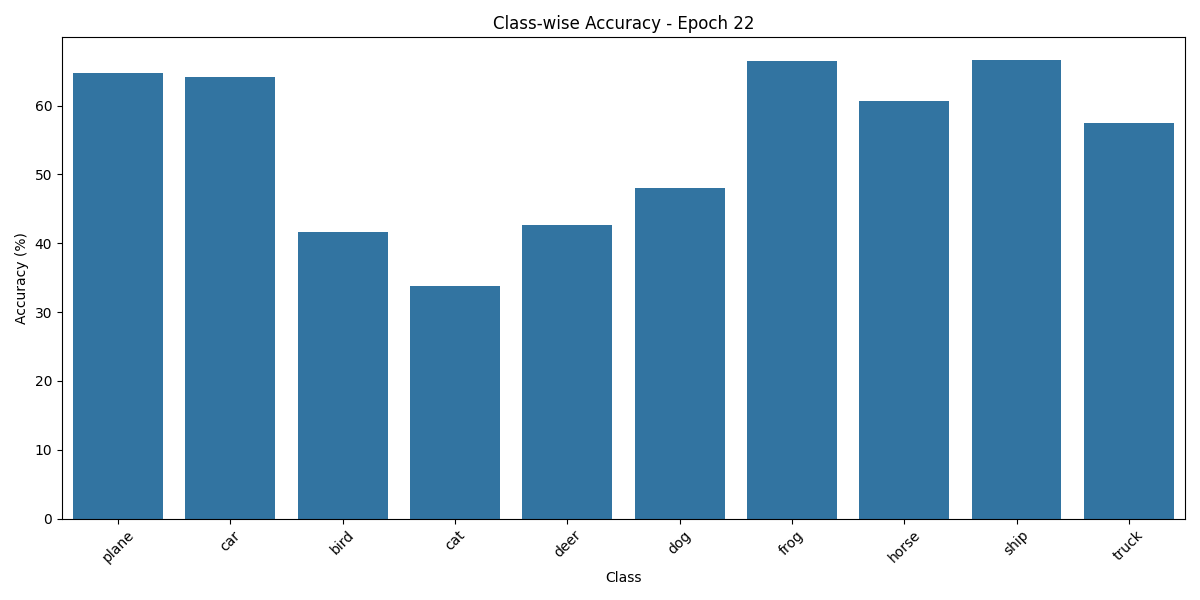 Class-wise Accuracy - Epoch 22
Accuracy (%)
60
50
40
30
20
10
0
plane
car
bird
cat
deer
dog
frog
horse
ship
truck
Class